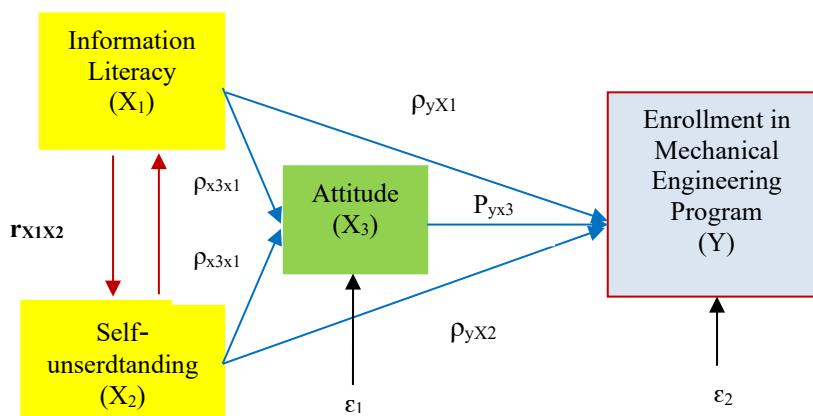 Information
Literacy
(X₁)
ρyX1
Enrollment in
Mechanical
Engineering
Program
(Y)
ρx3x1
Attitude
(X₃)
Pyx3
rX1X2
ρx3x1
Self-
unserdtanding
(X₂)
ρyX2
ε₁
ε₂